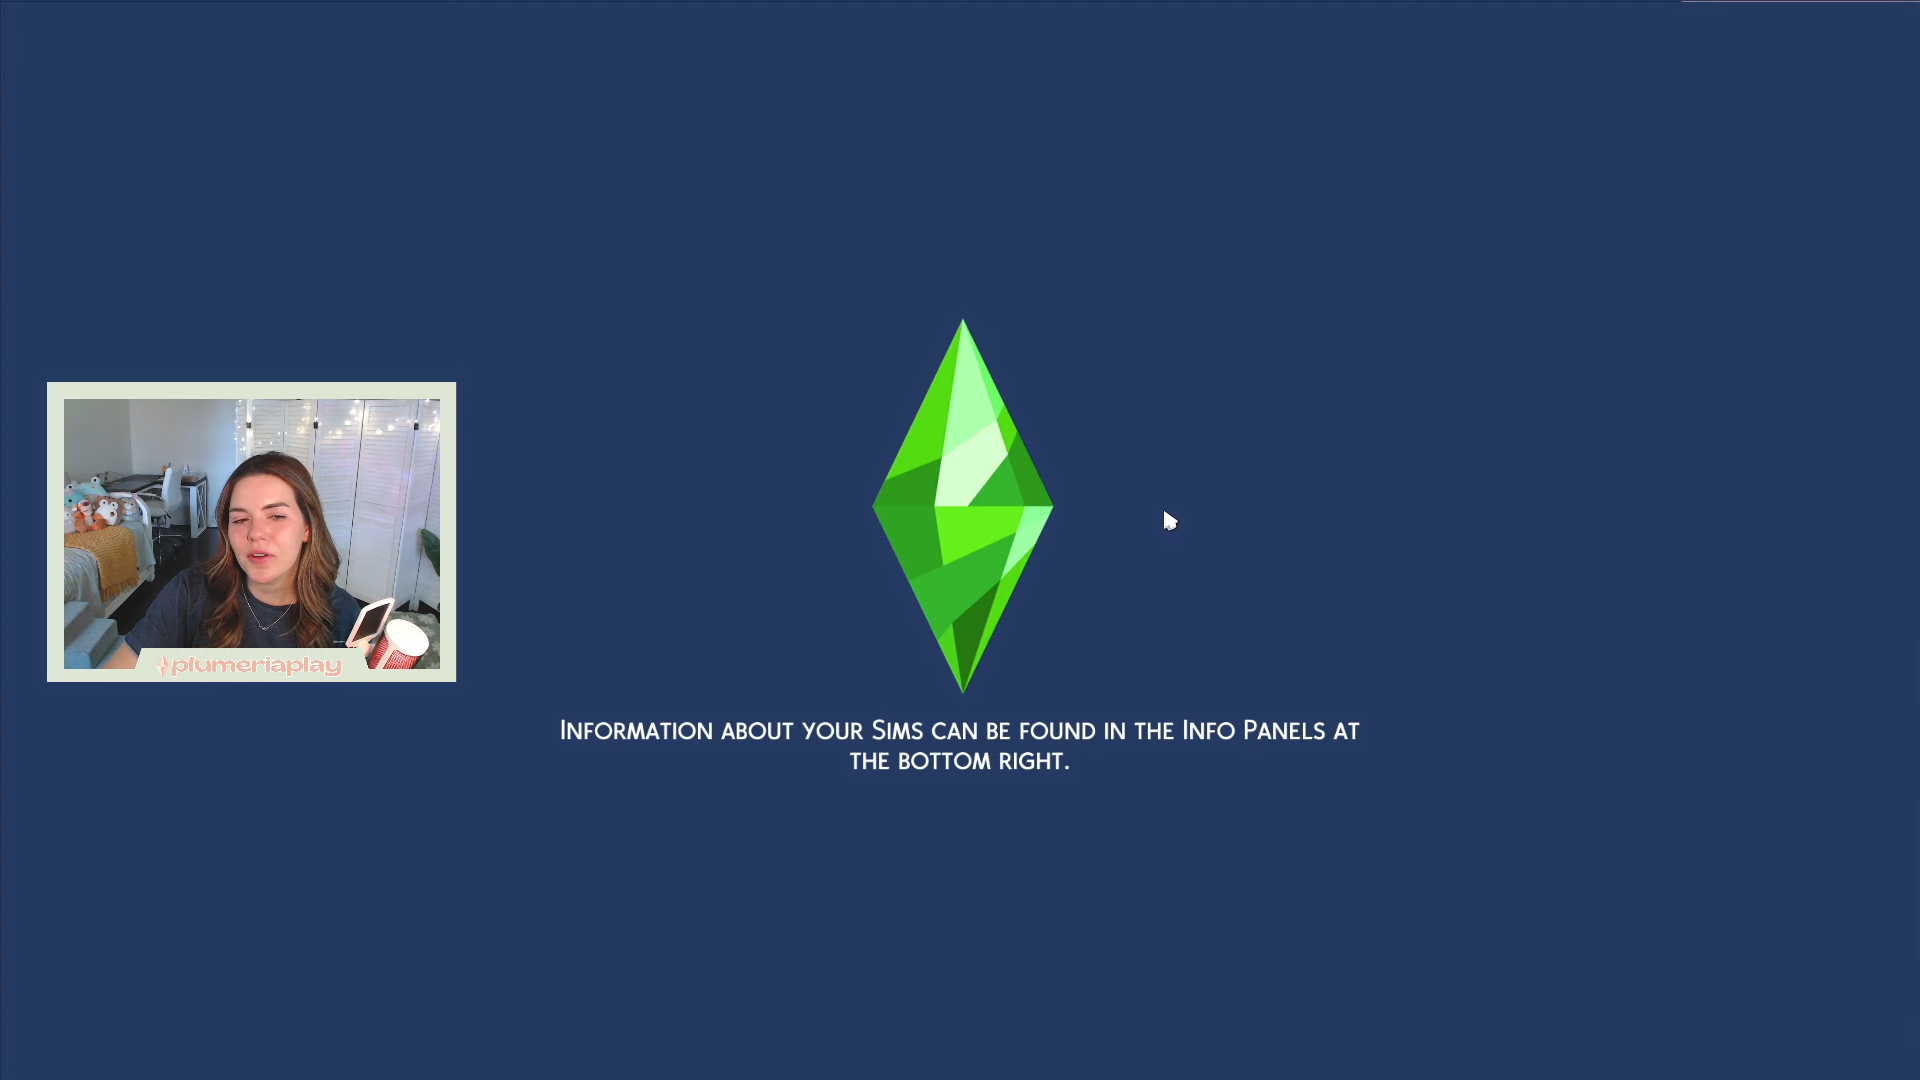 plumeriaplay
Information about your Sims can be found in the Info Panels at
the bottom right.